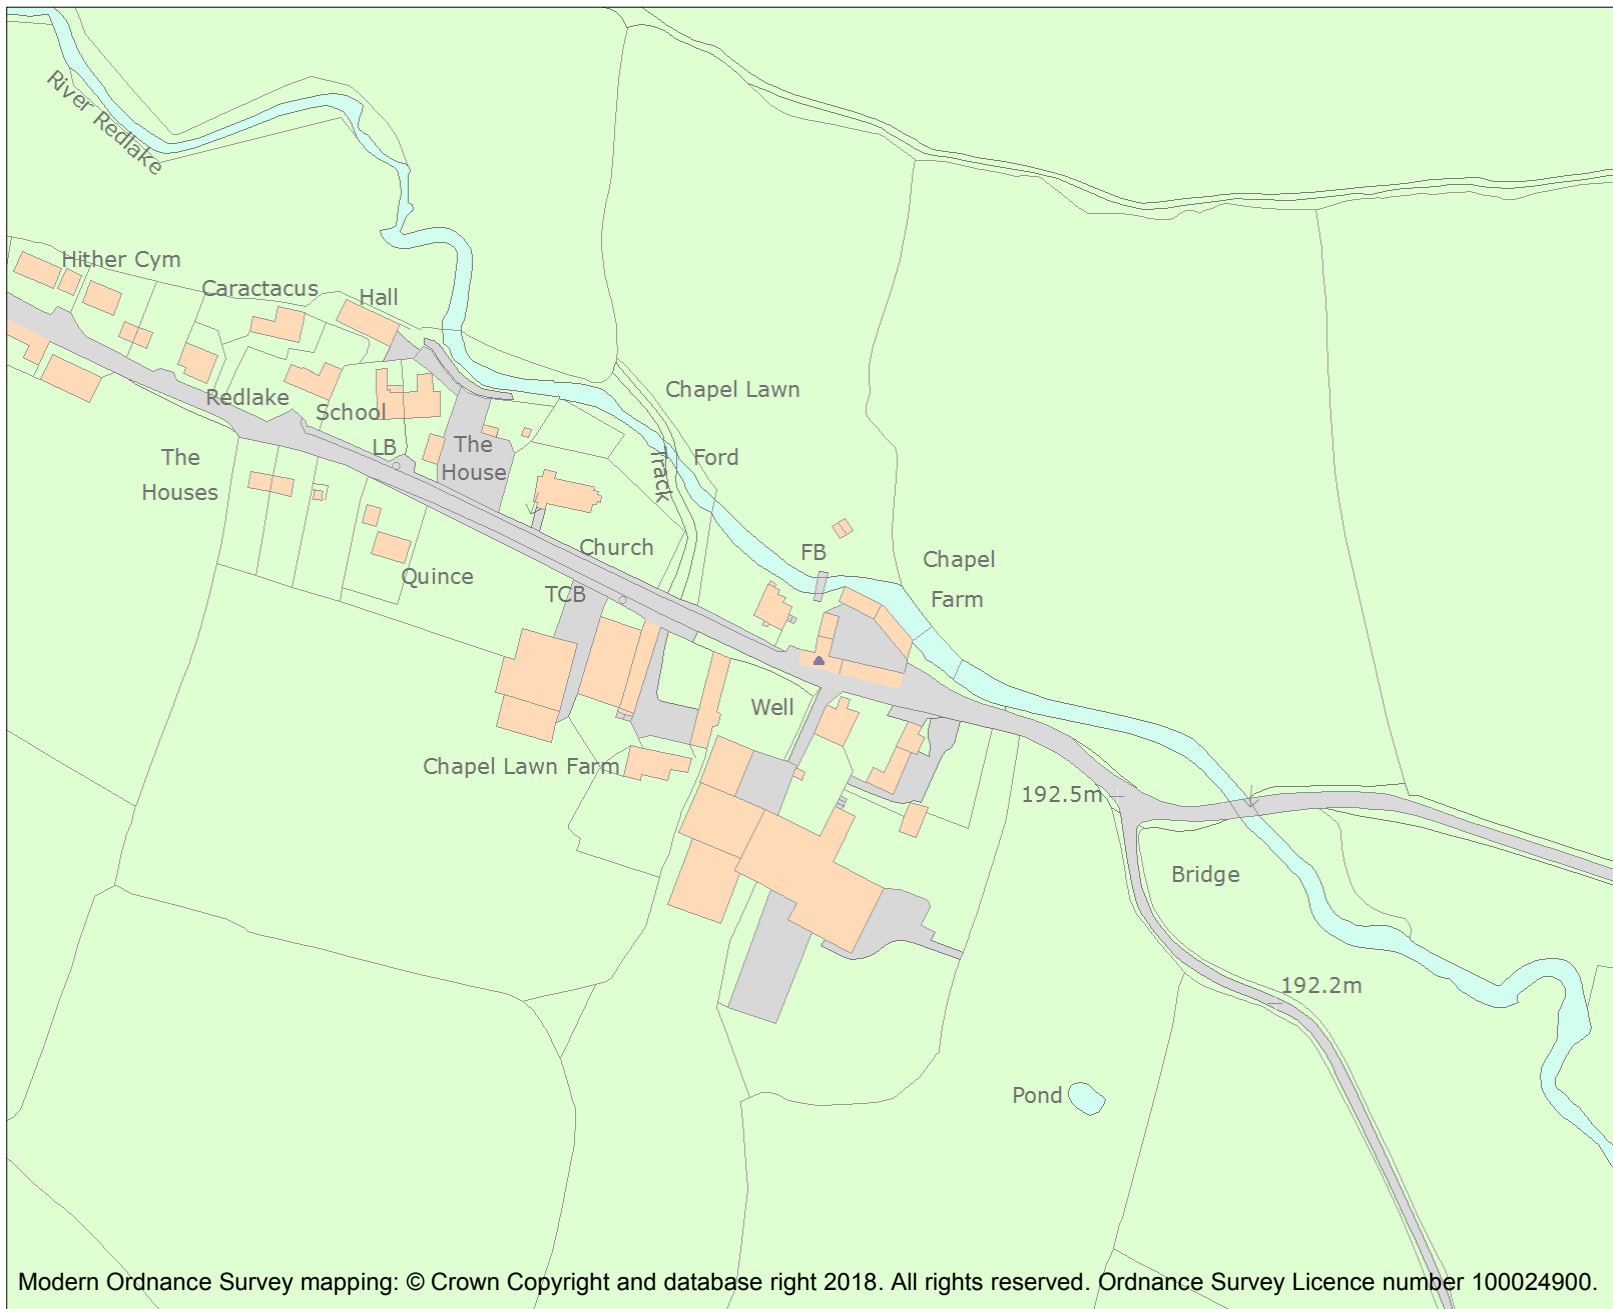 River Redlake
Hither Cym
Caractacus
Hall
Chapel Lawn
Redlake
School
LB
The
House
The
Houses
Ford
Track
Church
FB
Chapel
Farm
Quince
TCB
Well
Chapel Lawn Farm
192.5m
Bridge
192.2m
Pond
Modern Ordnance Survey mapping: © Crown Copyright and database right 2018. All rights reserved. Ordnance Survey Licence number 100024900.